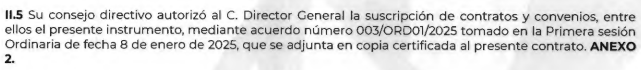 II.5 Su consejo directivo autorizó al C. Director General la suscripción de contratos y convenios, entre
ellos el presente instrumento, mediante acuerdo número 003/ORD01/2025 tomado en la Primera sesión
Ordinaria de fecha 8 de enero de 2025, que se adjunta en copia certificada al presente contrato. ANEXO
2.